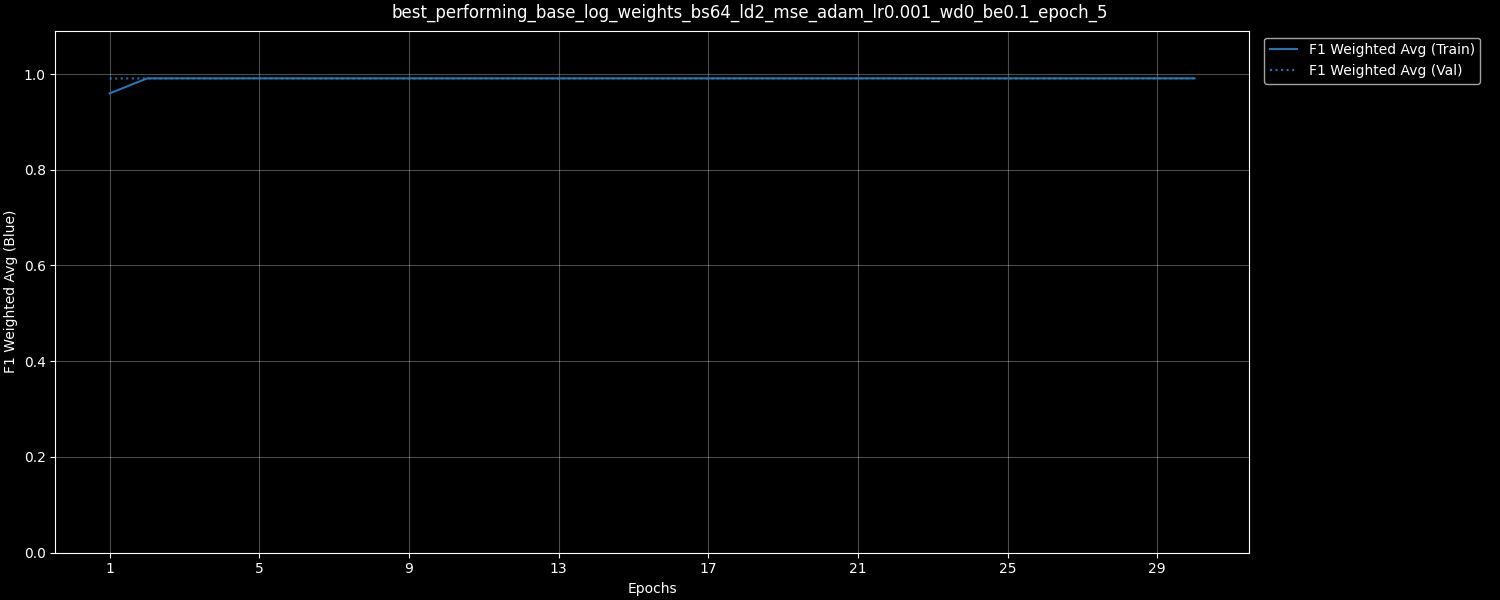 best_performing_base_log_weights_bs64_ld2_mse_adam_lr0.001_wd0_be0.1_epoch_5
F1 Weighted Avg (Train)
F1 Weighted Avg (Val)
F1 Weighted Avg (Blue)
1.0
0.8
0.6
0.4
0.2
0.0
1 5 9 13 17 21 25 29
Epochs